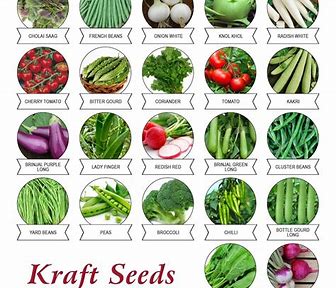 CHOLAI SAAG
FRENCH BEANS
ONION WHITE
KNOL KHOL
RADISH WHITE
CHERRY TOMATO
BITTER GOURD
CORIANDER
TOMATO
KAKRI
BRINJAL PURPLE
LONG
LADY FINGER
REDISH RED
BRINJAL GREEN
LONG
CLUSTER BEANS
YARD BEANS
PEAS
BROCCOLI
CHILLI
BOTTLE GOURD
LONG
Kraft Seeds